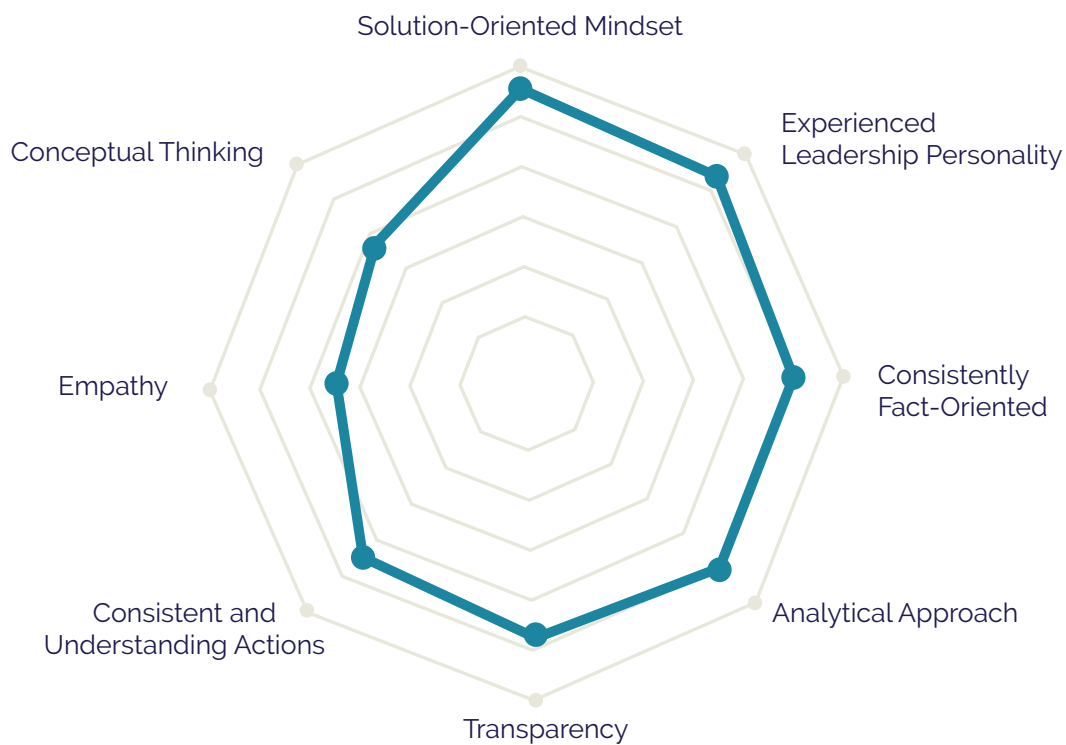 Solution-Oriented Mindset
Experienced
Leadership Personality
Conceptual Thinking
Consistently
Fact-Oriented
Empathy
Analytical Approach
Consistent and
Understanding Actions
Transparency